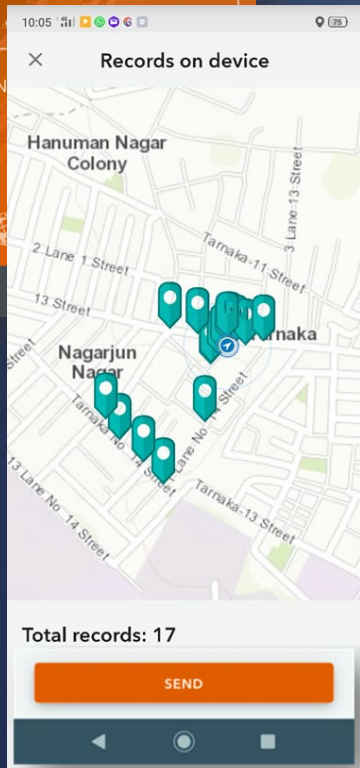 10:05
75
Records on device
Hanuman Nagar
Colony
3 Lane-13 Street
Tarnaka-11 Street
2 Lane 1 Street
13 Street
Street
Nagarjun
Nagar
Tarnaka No. 14 Street
Lane No. 14 Street
13 Lane No. 14 Street
Tarnaka-13 Street
Total records: 17
SEND